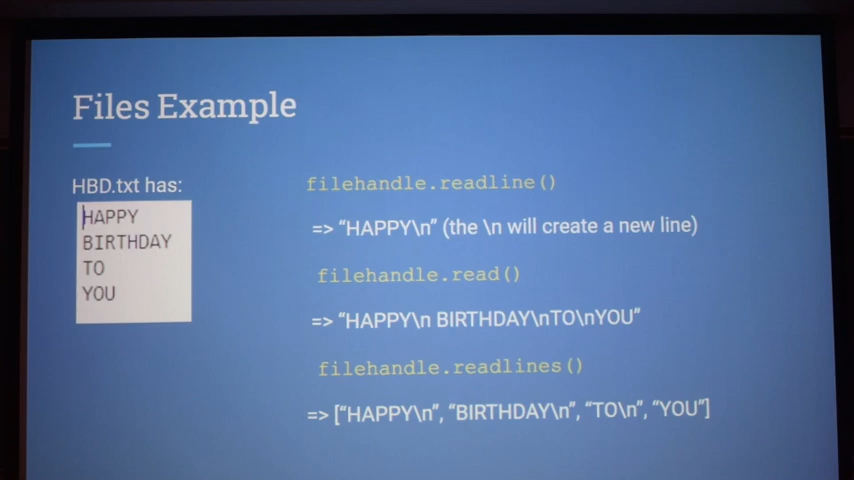 Files Example
HBD.txt has:
HAPPY
BIRTHDAY
TO
YOU
filehandle.readline()
=> “HAPPY\n” (the \n will create a new line)
filehandle.read()
=> “HAPPY\n BIRTHDAY\nTO\nYOU”
filehandle.readlines()
=> [“HAPPY\n”, “BIRTHDAY\n”, “TO\n”, “YOU”]